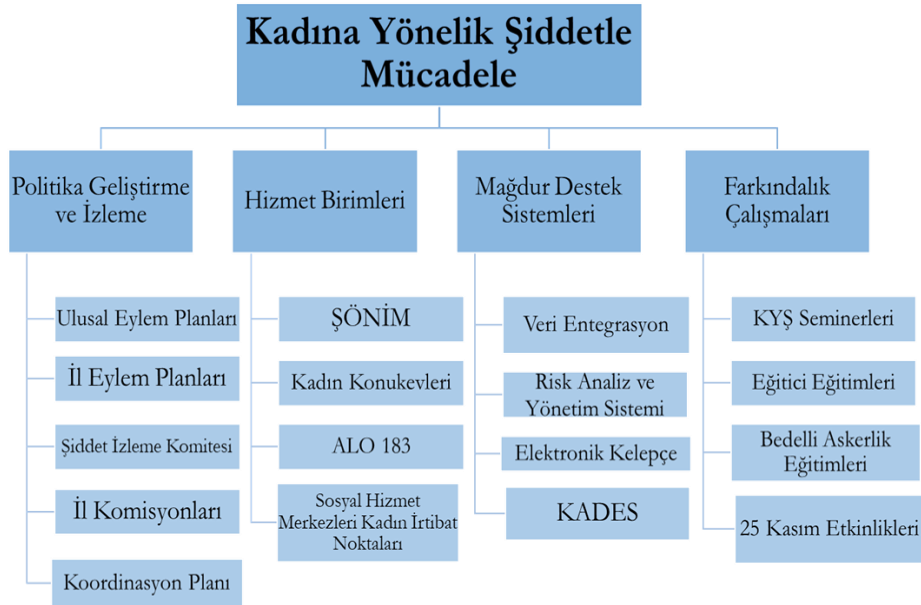 Kadına Yönelik Şiddetle
Mücadele
Politika Geliştirme
ve İzleme
Ulusal Eylem Planları
İl Eylem Planları
Şiddet İzleme Komitesi
İl Komisyonları
Koordinasyon Planı
Hizmet Birimleri
ŞÖNİM
Kadın Konukevleri
ALO 183
Sosyal Hizmet
Merkezleri Kadın İrtibat
Noktaları
Mağdur Destek
Sistemleri
Veri Entegrasyon
Risk Analiz ve
Yönetim Sistemi
Elektronik Kelepçe
KADES
Farkındalık
Çalışmaları
KYŞ Seminerleri
Eğitici Eğitimleri
Bedelli Askerlik
Eğitimleri
25 Kasım Etkinlikleri